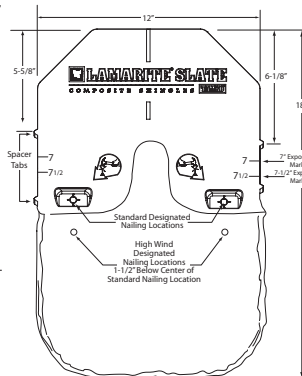 12"
5-5/8"
6-1/8"
18
LAMARITE® SLATE
COMPOSITE SHINGLES
Spacer
Tabs
7
7 1/2
7
7 1/2
7" Expo
Mar
7-1/2" Exp
Mar
Standard Designated
Nailing Locations
High Wind
Designated
Nailing Locations
1-1/2" Below Center of
Standard Nailing Location